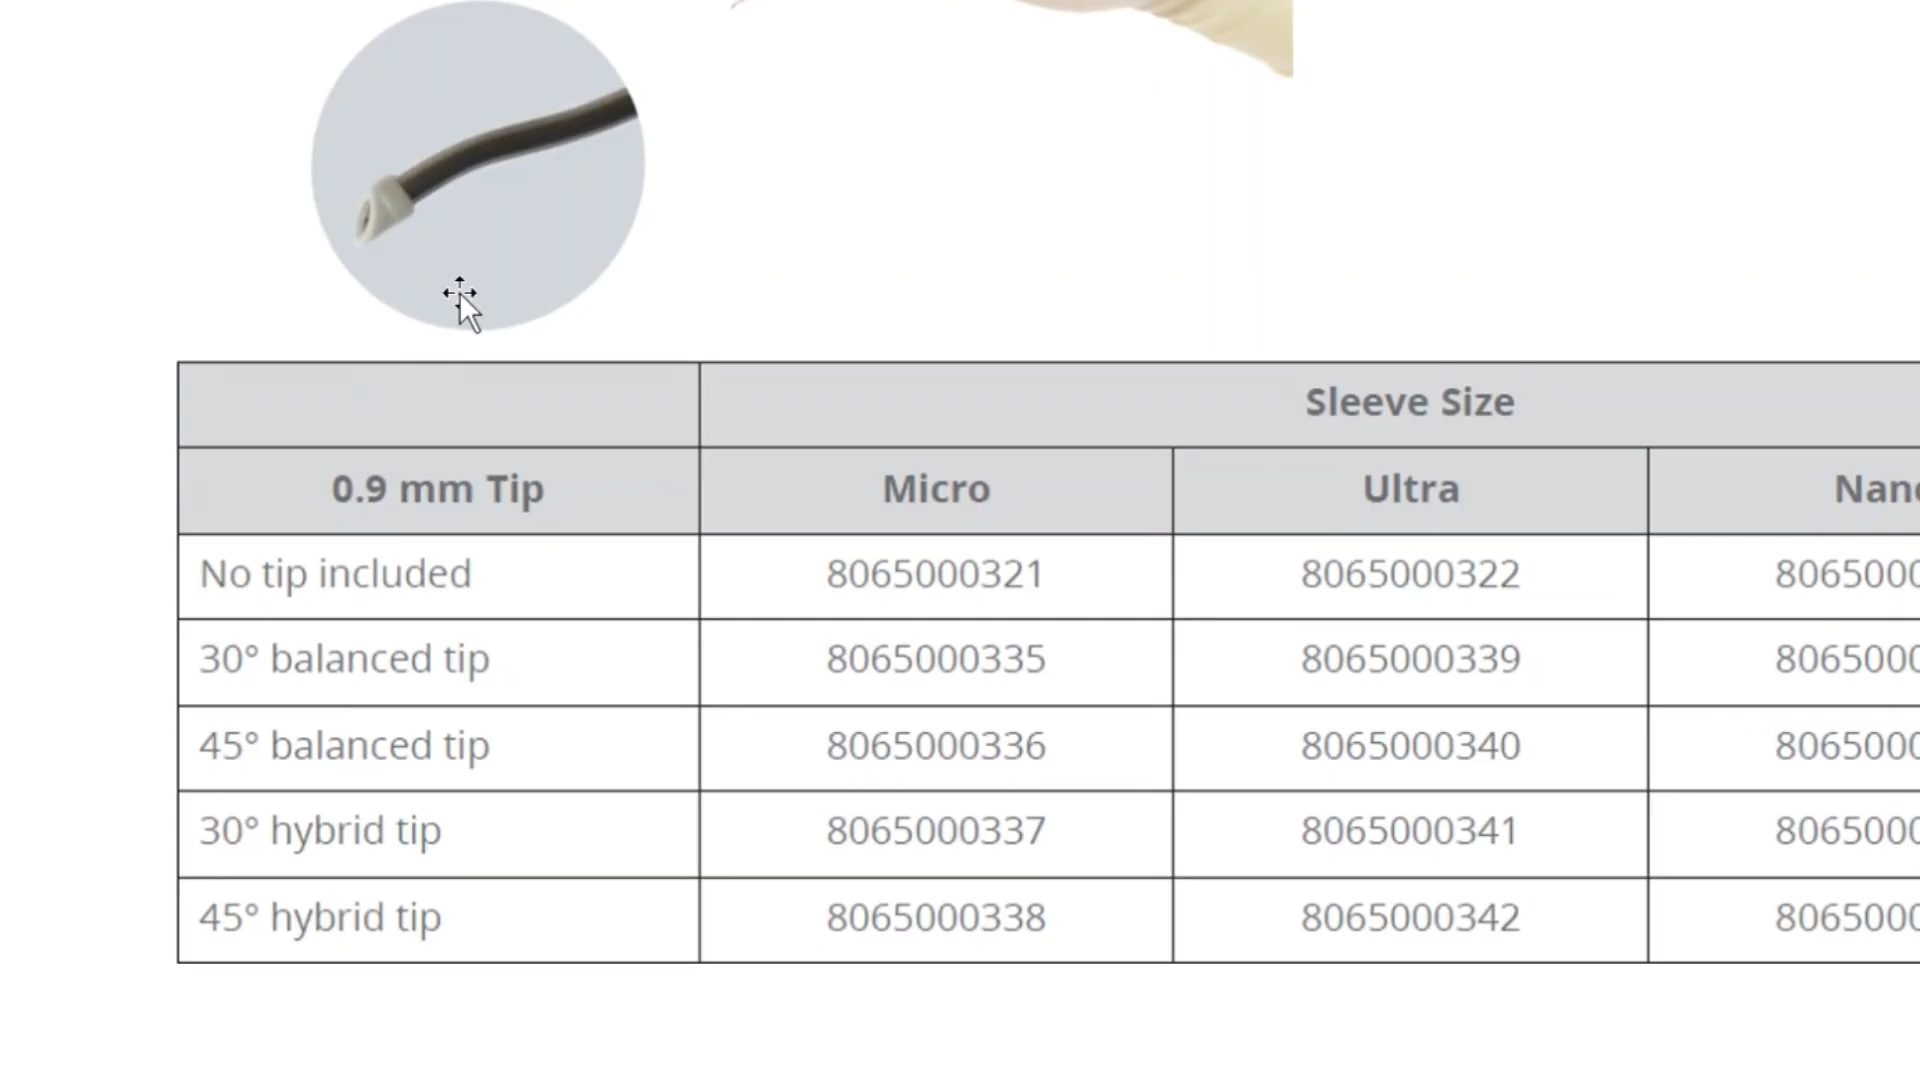 Sleeve Size
0.9 mm Tip Micro Ultra
No tip included 8065000321 8065000322
30° balanced tip 8065000335 8065000339
45° balanced tip 8065000336 8065000340
30° hybrid tip 8065000337 8065000341
45° hybrid tip 8065000338 8065000342